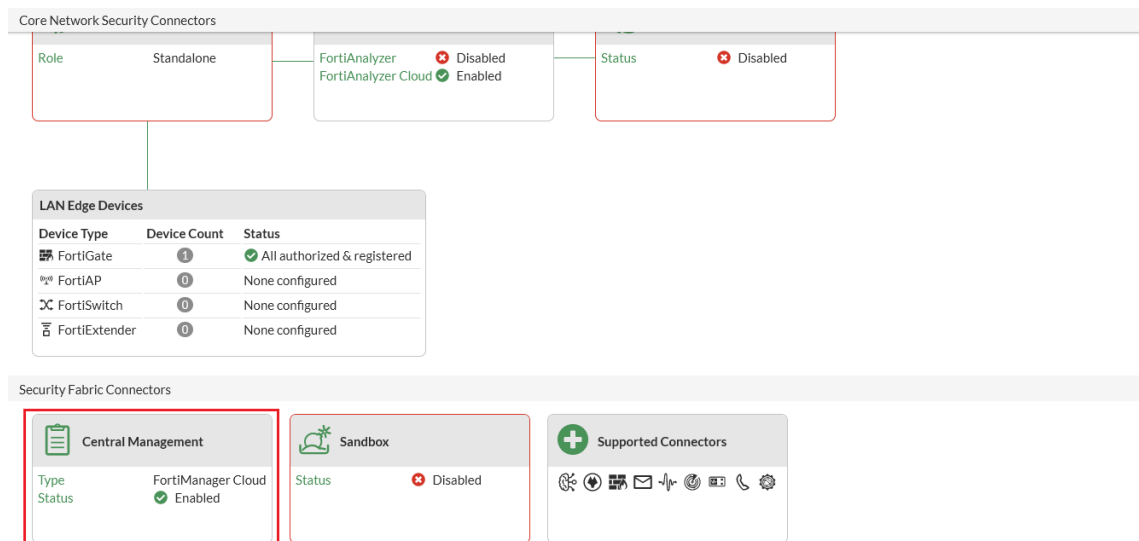 Core Network Security Connectors
Role Standalone
FortiAnalyzer Disabled
FortiAnalyzer Cloud Enabled
Status Disabled
LAN Edge Devices
Device Type Device Count Status
FortiGate 1 All authorized & registered
FortiAP 0 None configured
FortiSwitch 0 None configured
FortiExtender 0 None configured
Security Fabric Connectors
Central Management
Type FortiManager Cloud
Status Enabled
Sandbox
Status Disabled
Supported Connectors